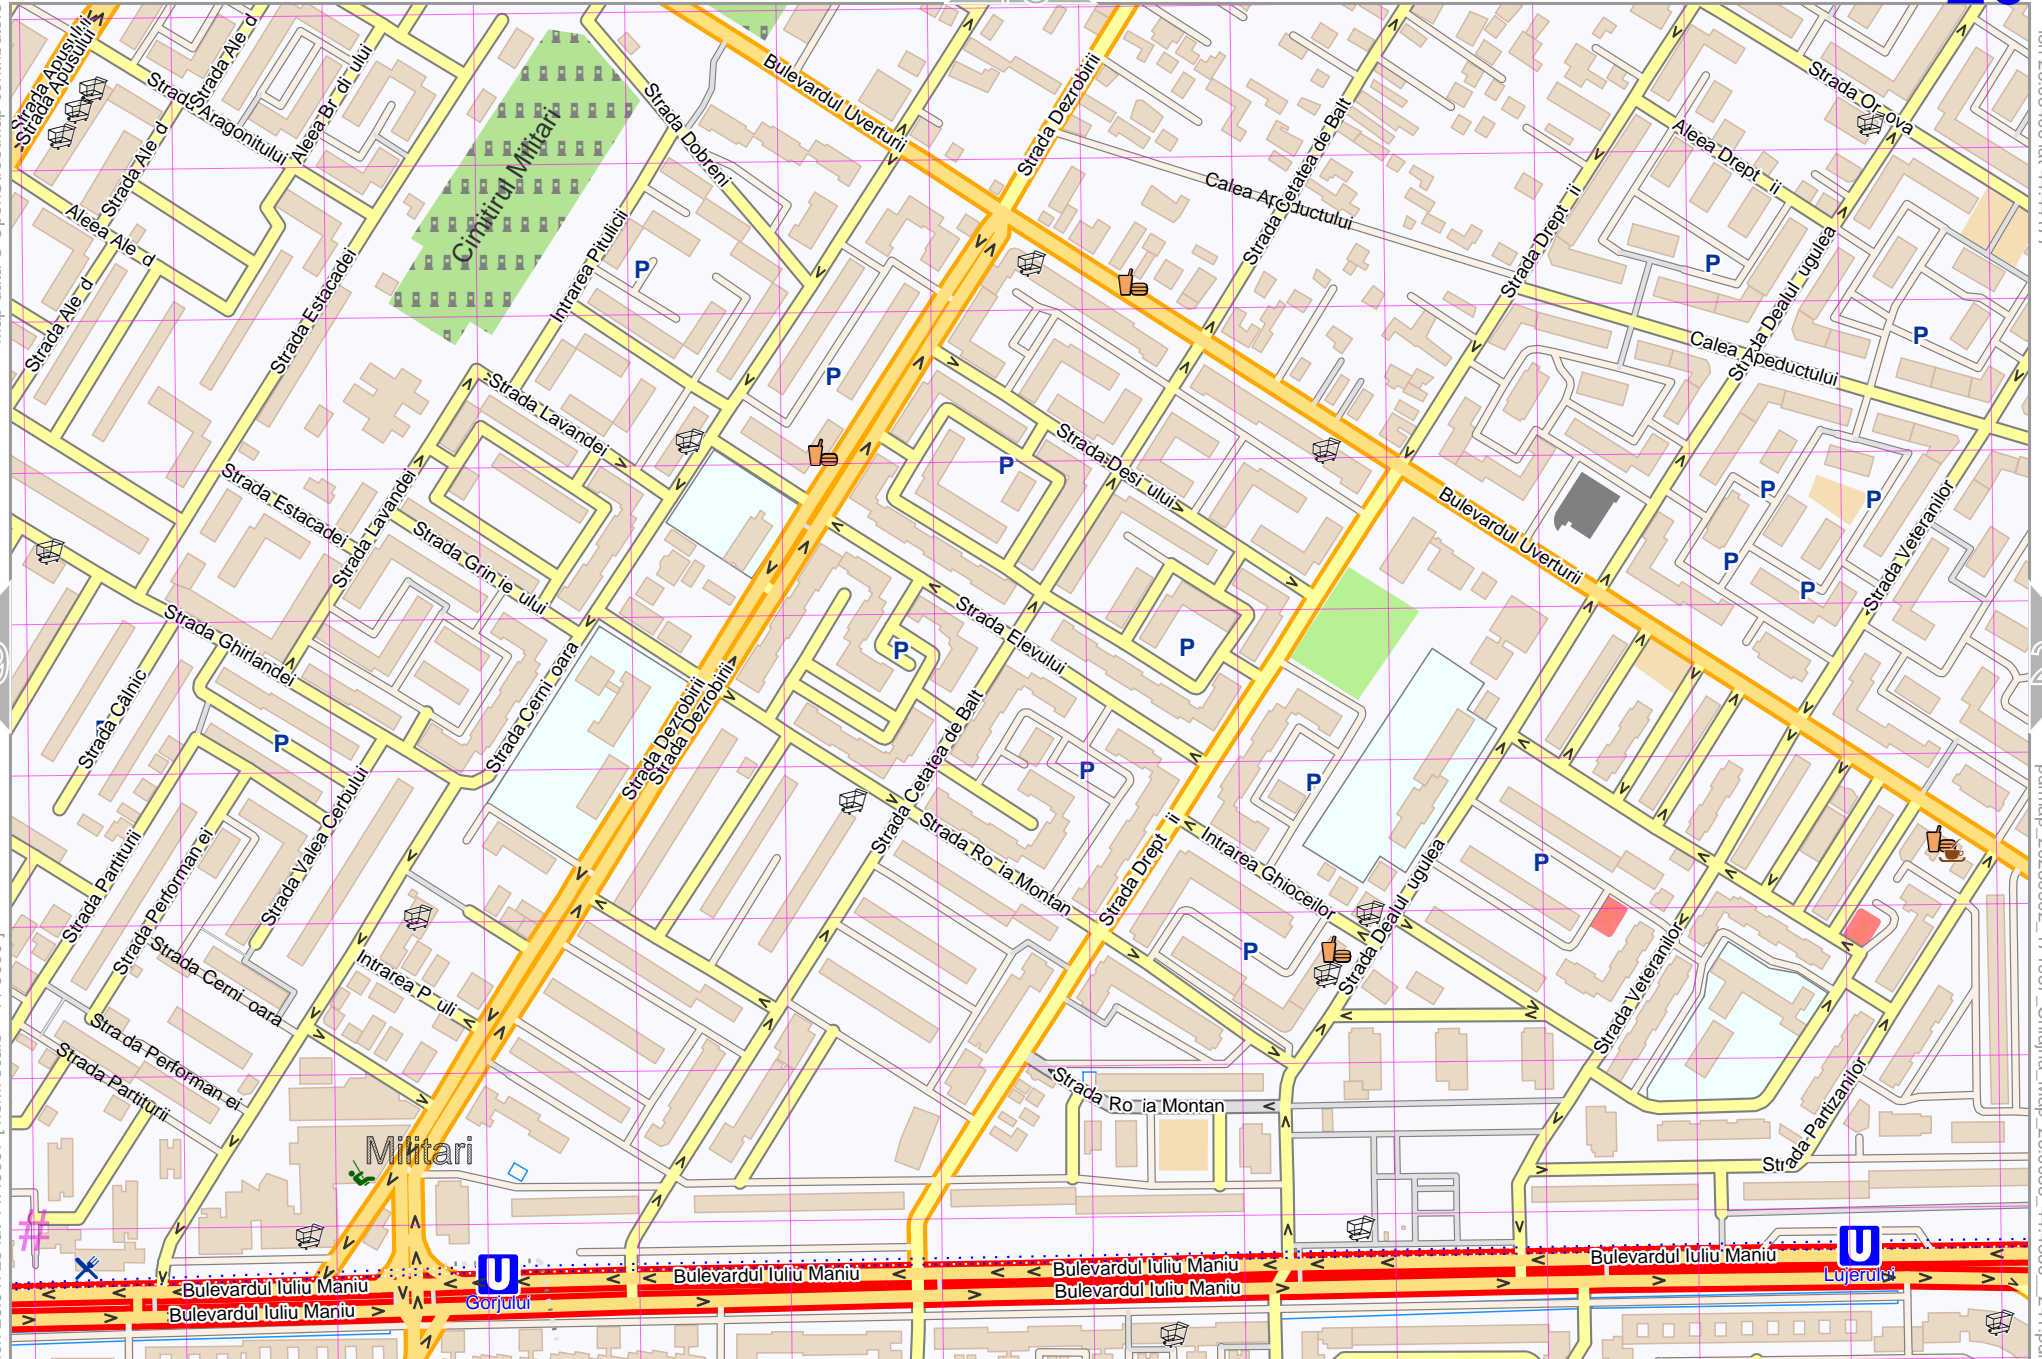 Strada Apusului
Strada Apusului
Strada Ale d
Strada Aragonitului
Aleea Br di ului
Strada Ale d
Aleea Ale d
Strada Ale d
Strada Estacadei
Cimitirul Militari
Intrarea Pitulicii
Strada Dobreni
Bulevardul Uverturii
Strada Dezrobirii
Calea Apeductului
Strada Cetatea de Balt
Strada Drept ii
Aleea Drept ii
Strada Or ova
Strada Dealul ugulea
Calea Apeductului
P
P
P
P
Strada Lavandei
Strada Estacadei
Strada Lavandei
Strada Grin ie ului
P
Strada Desi ului
Bulevardul Uverturii
P
P
P
P
Strada Veteranilor
Strada Ghirlandei
Strada Câlnic
Strada Cerni oara
Strada Elevului
P
P
Strada Dezrobirii
Strada Dezrobirii
Strada Cetatea de Balt
P
P
P
Strada Partiturii
Strada Performan ei
Strada Valea Cerbului
Strada Ro ia Montan
Strada Drept ii
Intrarea Ghioceilor
Strada Dealul ugulea
P
P
Strada Veteranilor
Strada Cerni oara
Intrarea P uli
Strada Performan ei
Strada Partiturii
Strada Ro ia Montan
Strada Partizanilor
Militari
#
U
Gorjului
U
Lujerului
Bulevardul Iuliu Maniu
Bulevardul Iuliu Maniu
Bulevardul Iuliu Maniu
Bulevardul Iuliu Maniu
Bulevardul Iuliu Maniu
Bulevardul Iuliu Maniu